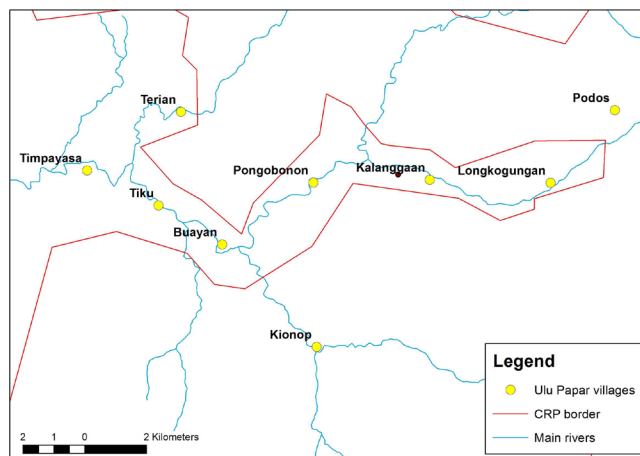 Terian
Podos
Timpayasa
Pongobonon
Kalanggaan
Longkogungan
Tiku
Buayan
Kionop
Legend
Ulu Papar villages
CRP border
Main rivers
2 1 0 2 Kilometers